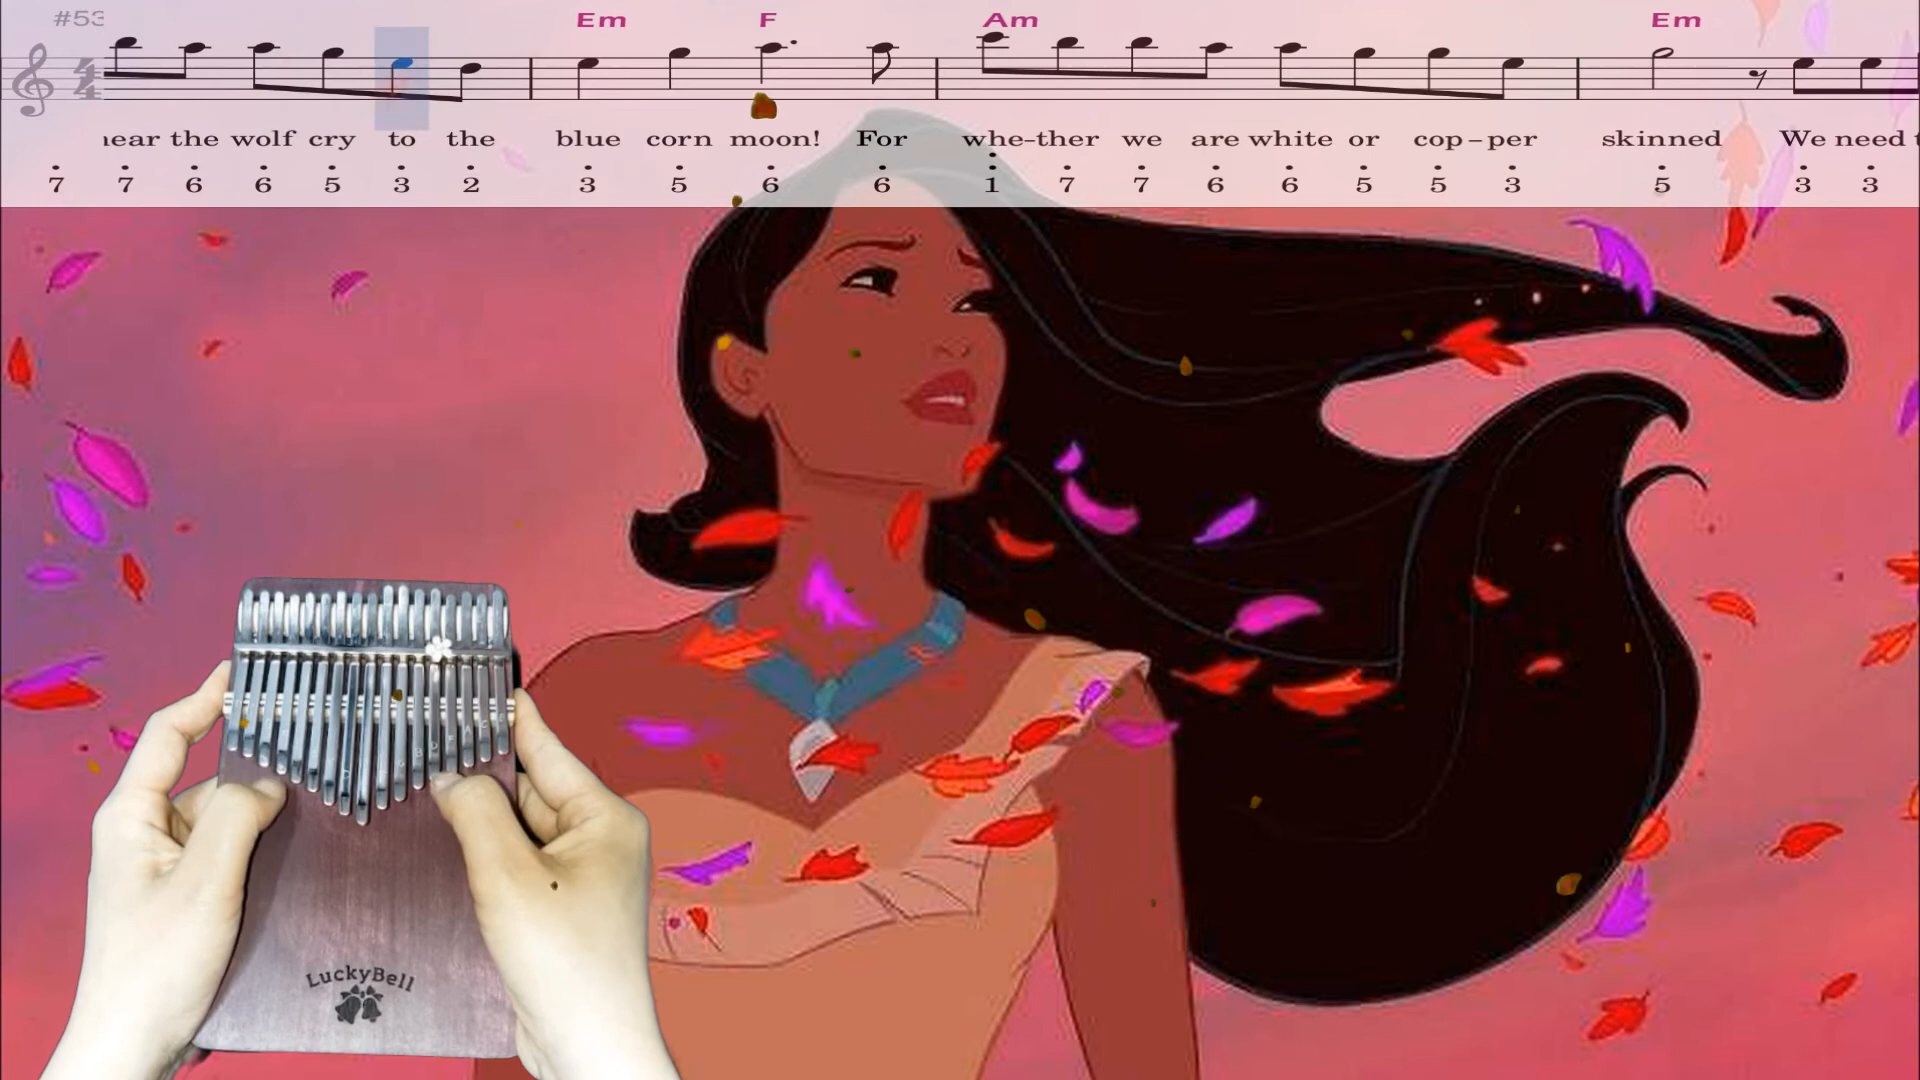 #53
Em F Am Em
hear the wolf cry to the blue corn moon! For whe-ther we are white or cop-per skinned We need
7 7 6 6 5 3 2 3 5 6 6 1 7 7 6 6 5 5 3 5 3 3
LuckyBell